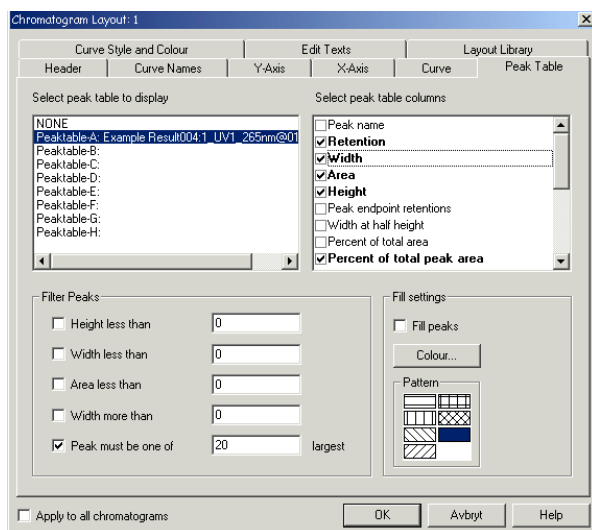 Chromatogram Layout: 1
Curve Style and Colour
Edit Texts
Layout Library
Header
Curve Names
Y-Axis
X-Axis
Curve
Peak Table
Select peak table to display
NONE
Peaktable-A: Example Result004:1_UV1_265nm@01
Peaktable-B:
Peaktable-C:
Peaktable-D:
Peaktable-E:
Peaktable-F:
Peaktable-G:
Peaktable-H:
Select peak table columns
Peak name
Retention
Width
Area
Height
Peak endpoint retentions
Width at half height
Percent of total area
Percent of total peak area
Filter Peaks
Height less than 0
Width less than 0
Area less than 0
Width more than 0
Peak must be one of 20 largest
Fill settings
Fill peaks
Colour...
Pattern
Apply to all chromatograms
OK
Avbryt
Help